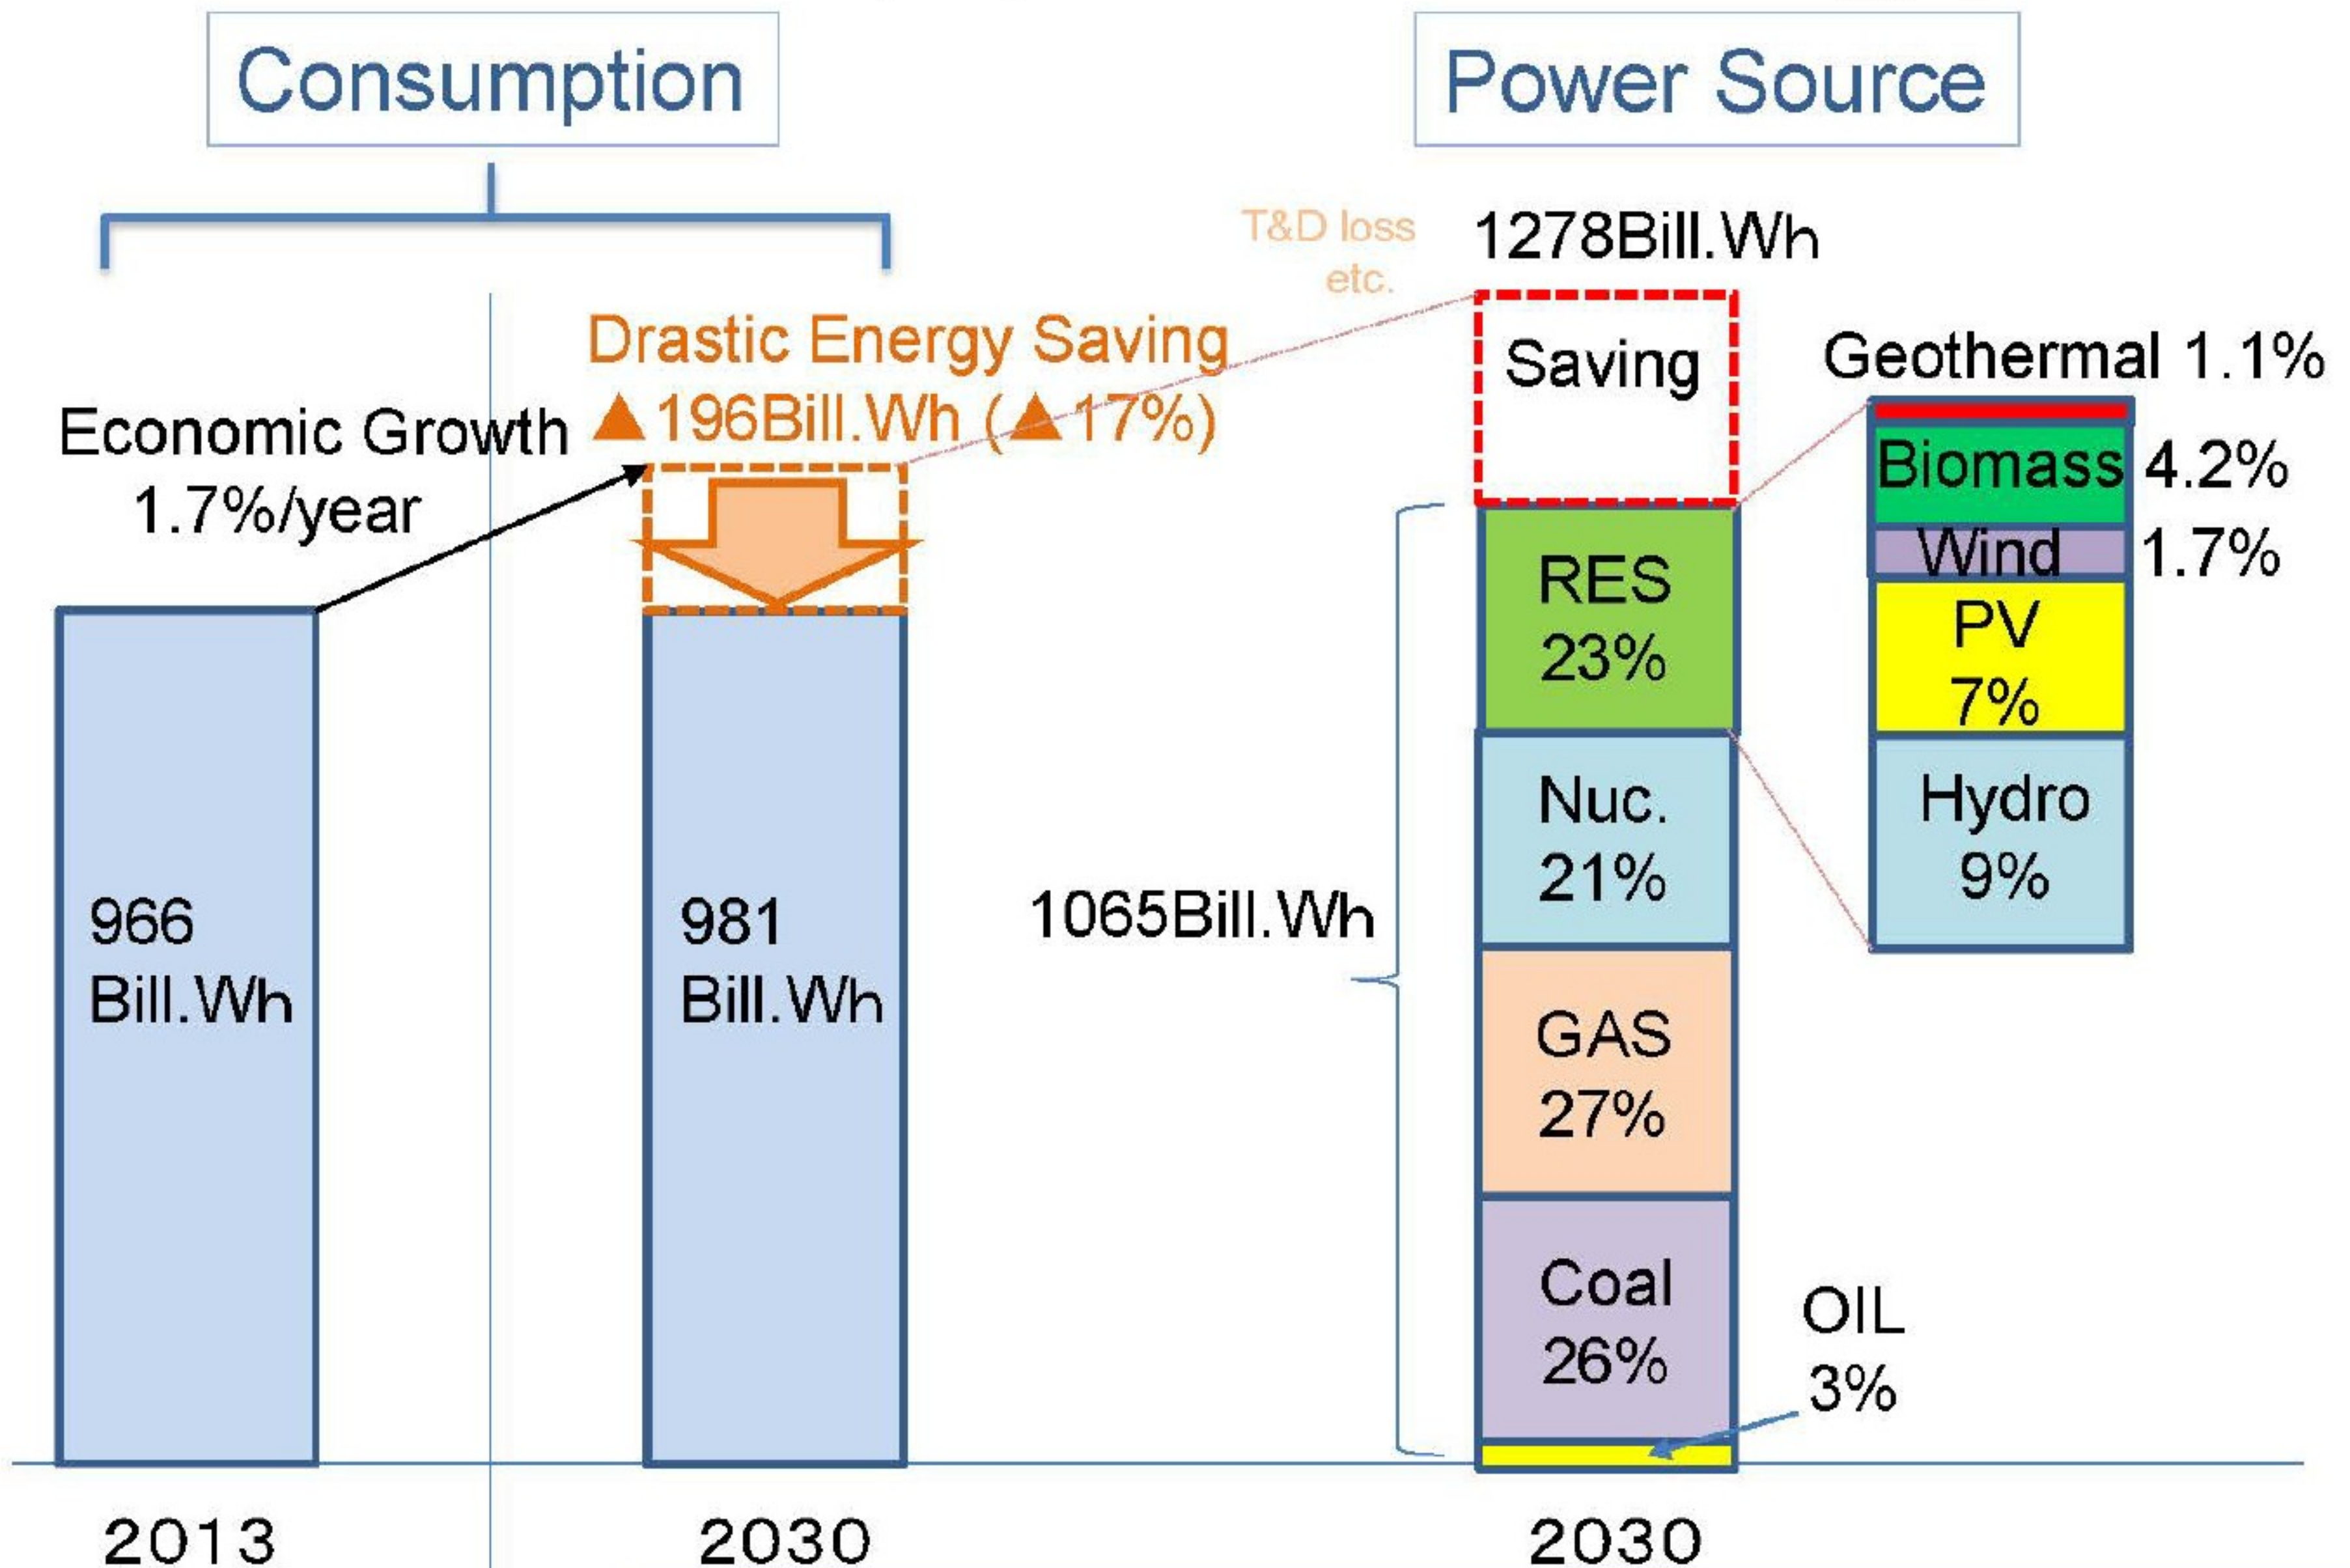 Consumption
Power Source
T&D loss
etc.
1278Bill.Wh
Drastic Energy Saving
▲196Bill.Wh (▲17%)
Economic Growth
1.7%/year
Saving
Geothermal 1.1%
Biomass 4.2%
Wind 1.7%
PV
7%
Hydro
9%
RES
23%
Nuc.
21%
966
Bill.Wh
981
Bill.Wh
1065Bill.Wh
GAS
27%
Coal
26%
OIL
3%
2013
2030
2030